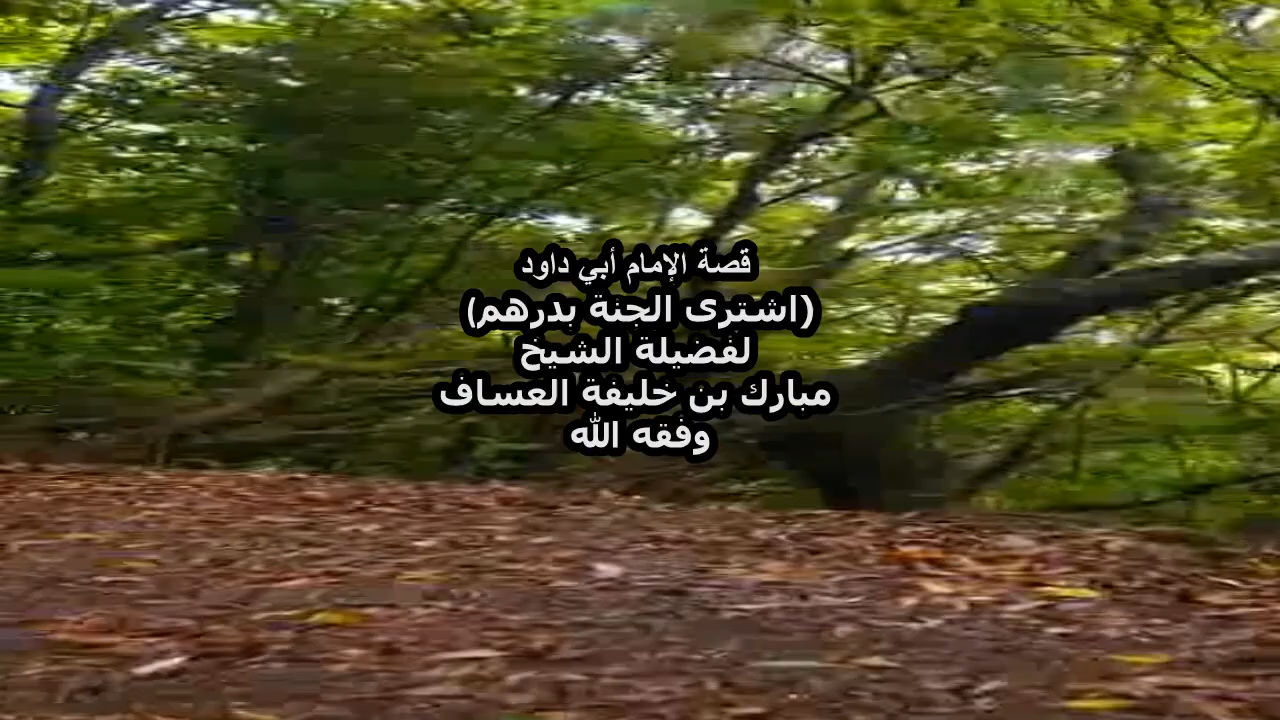 قصة الإمام أبي داود
(اشترى الجنة بدرهم)
لفضيلة الشيخ
مبارك بن خليفة العساف
وفقه الله